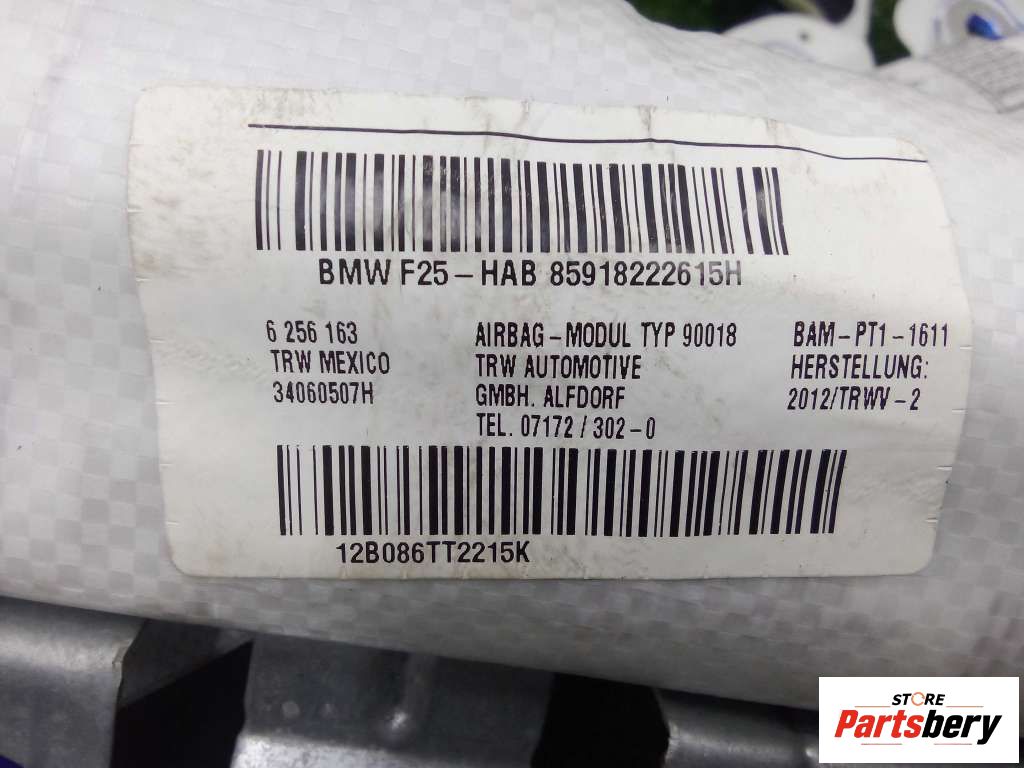 BMW F25-HAB 85918222615H
6 256 163 AIRBAG-MODUL TYP 90018 BAM-PT1-1611
TRW MEXICO TRW AUTOMOTIVE HERSTELLUNG:
34060507H GMBH. ALFDORF 2012/TRWV-2
TEL. 07172/302-0
12B086TT2215K
STORE
Partsbery